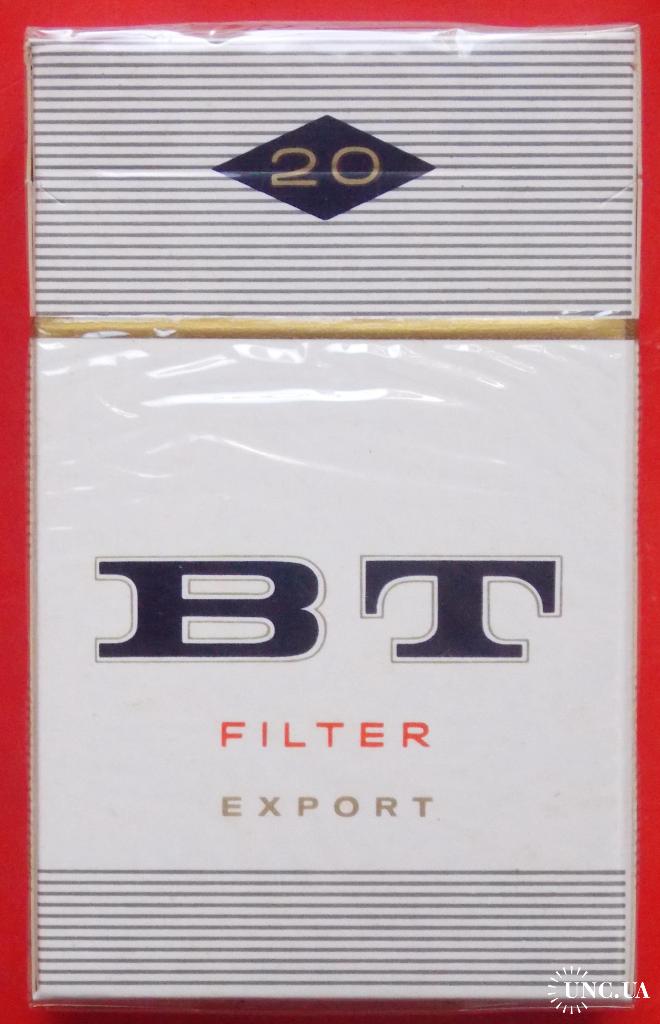 20
BT
FILTER
EXPORT
UNC.UA